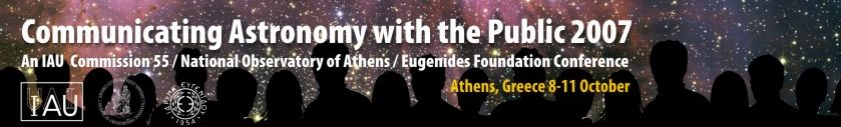 Communicating Astronomy with the Public 2007
An IAU Commission 55 / National Observatory of Athens / Eugenides Foundation Conference
Athens, Greece 8-11 October
IAU